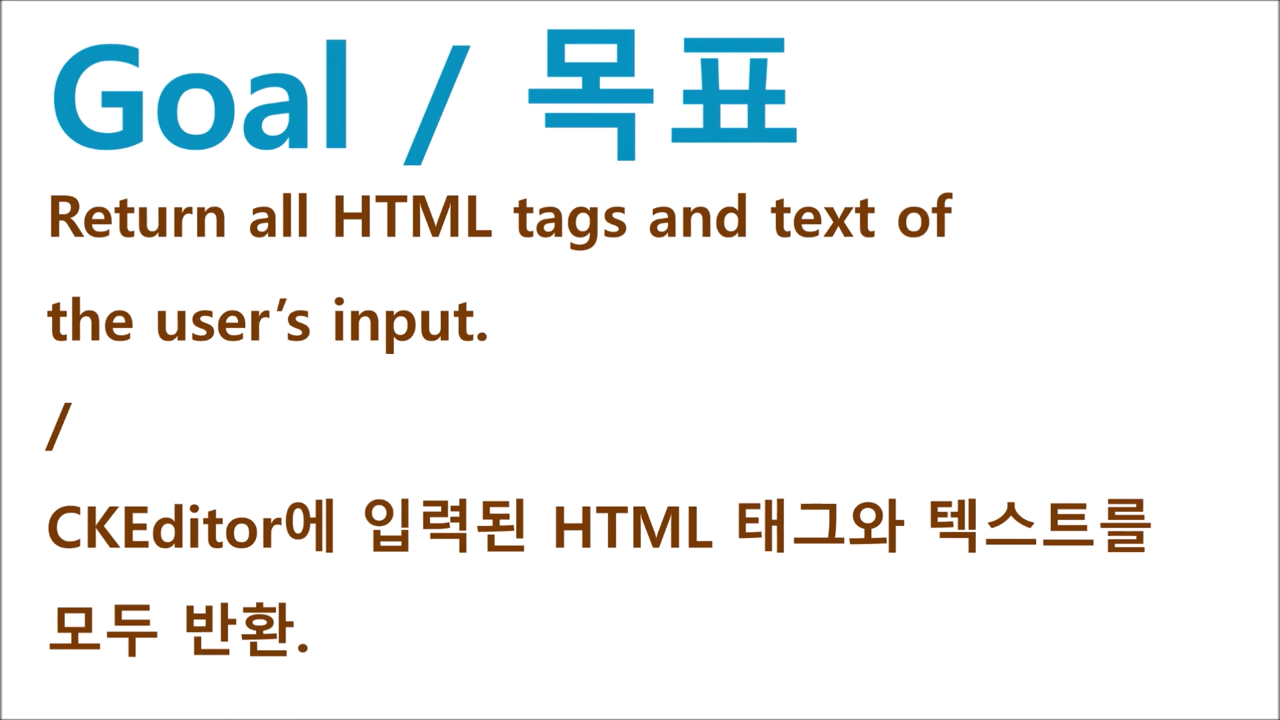 Goal / 목표
Return all HTML tags and text of
the user’s input.
/
CKEditor에 입력된 HTML 태그와 텍스트를
모두 반환.